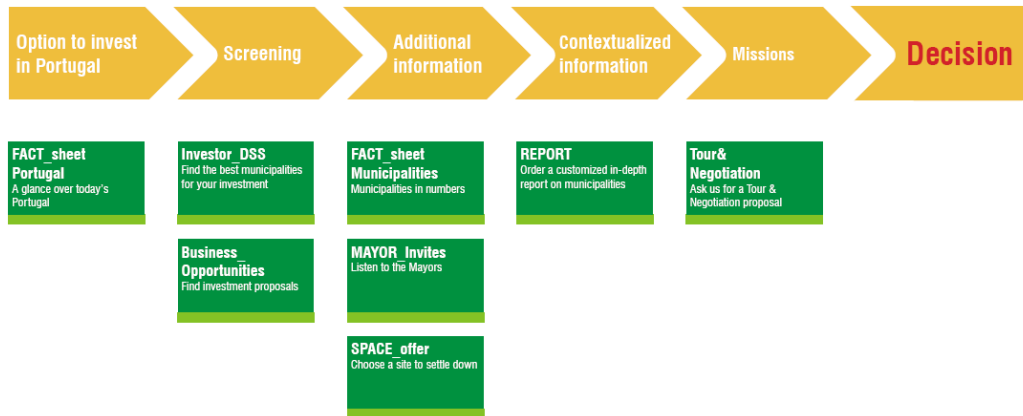 Option to invest
in Portugal
Screening
Additional
information
Contextualized
information
Missions
Decision
FACT_sheet
Portugal
A glance over today's
Portugal
Investor_DSS
Find the best municipalities
for your investment
FACT_sheet
Municipalities
Municipalities in numbers
REPORT
Order a customized in-depth
report on municipalities
Tour&
Negotiation
Ask us for a Tour &
Negotiation proposal
Business_
Opportunities
Find investment proposals
MAYOR_Invites
Listen to the Mayors
SPACE_offer
Choose a site to settle down